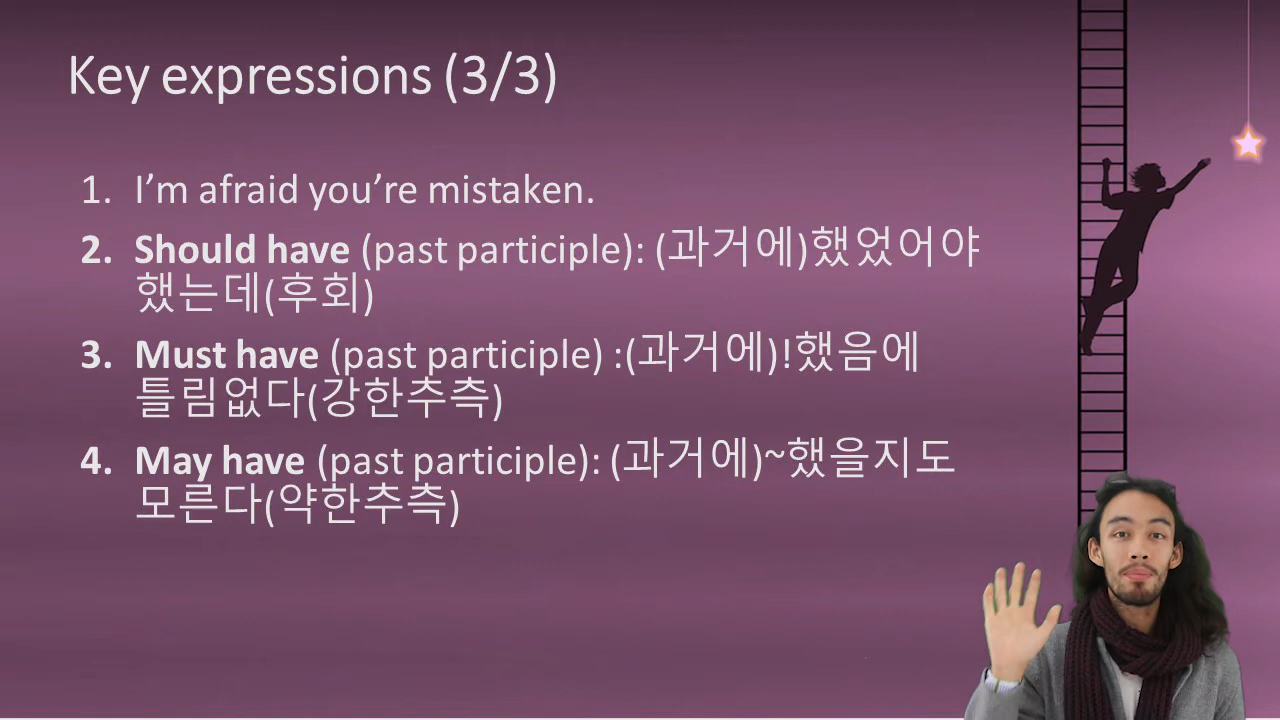 Key expressions (3/3)
1. I’m afraid you’re mistaken.
2. Should have (past participle): (과거에)했었어야
했는데(후회)
3. Must have (past participle) :(과거에)!했음에
틀림없다(강한추측)
4. May have (past participle): (과거에)~했을지도
모른다(약한추측)